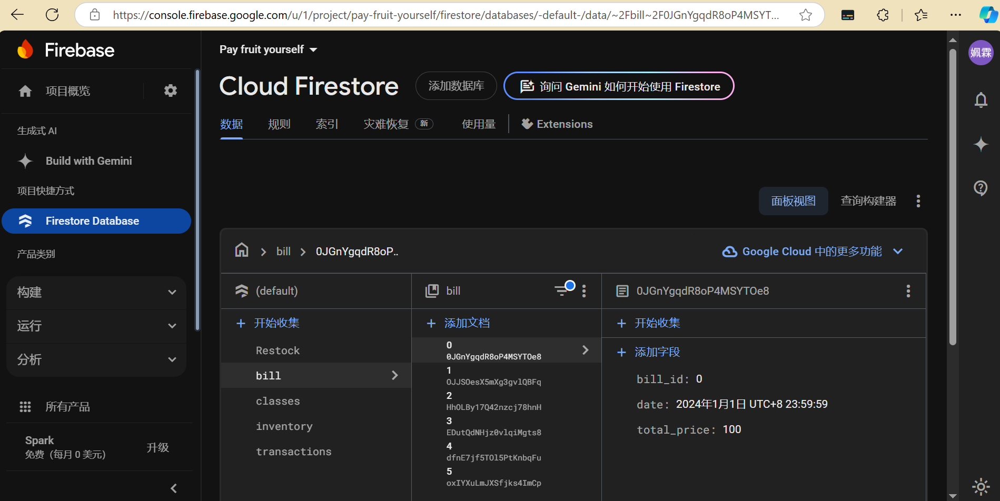 https://console.firebase.google.com/u/1/project/pay-fruit-yourself/firestore/databases/-default-/data/~2Fbill~2F0JGnYgqdR8oP4MSYT...
Firebase
项目概览
生成式 AI
Build with Gemini
项目快捷方式
Firestore Database
产品类别
构建
运行
分析
所有产品
Spark
免费（每月 0 美元）
升级
Pay fruit yourself
Cloud Firestore
添加数据库
询问 Gemini 如何开始使用 Firestore
数据
规则
索引
灾难恢复
新
使用量
Extensions
面板视图
查询构建器
bill
0JGnYgqdR8oP..
Google Cloud 中的更多功能
(default)
开始收集
Restock
bill
classes
inventory
transactions
bill
添加文档
0
0JGnYgqdR8oP4MSYTOe8
1
OJJSOesX5mXg3gvlQBFq
2
HhOLBy17Q42nzcj78hnH
3
EDutQdNHjz0vlqiMgts8
4
dfnE7jf5TOl5PtKnbqFu
5
oxIYXuLmJXSfjks4ImCp
0JGnYgqdR8oP4MSYTOe8
开始收集
添加字段
bill_id: 0
date: 2024年1月1日 UTC+8 23:59:59
total_price: 100
姵霖